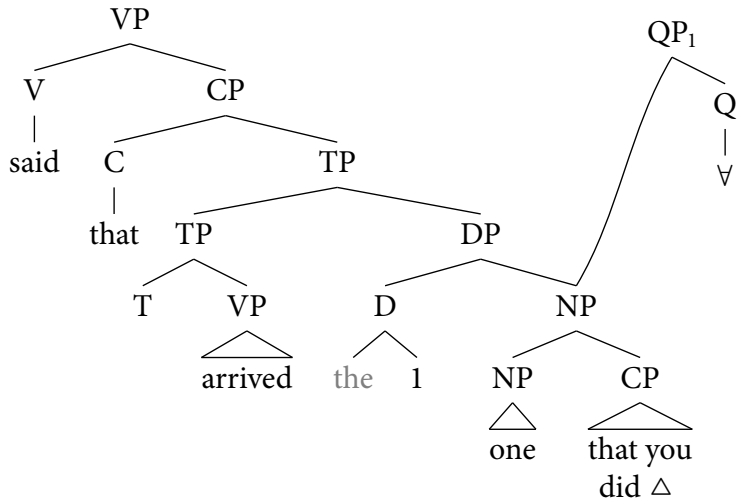 VP QP₁
V CP Q
said C TP ∀
that TP DP
T VP D NP
arrived the 1 NP CP
one that you
did △